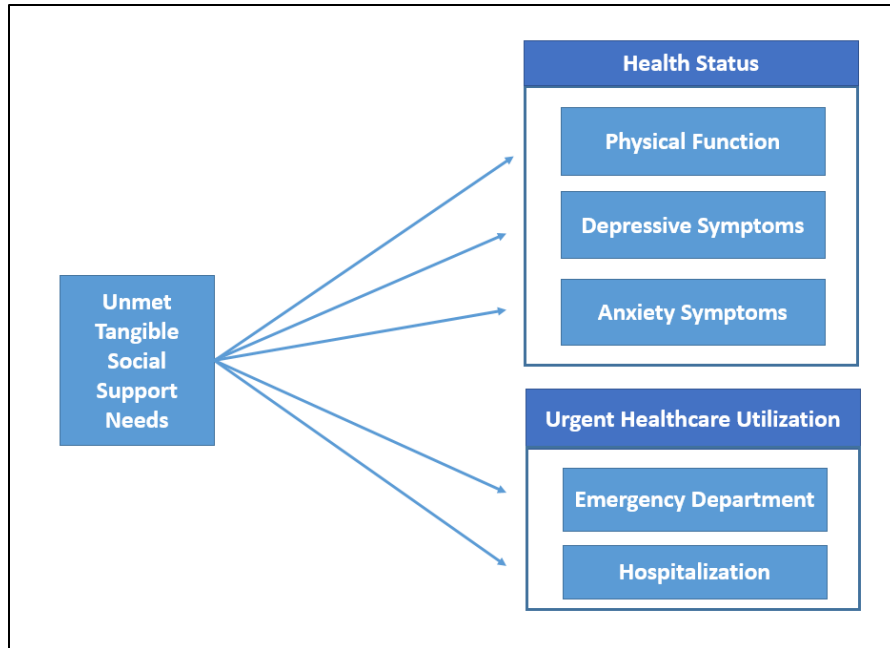 Health Status
Physical Function
Depressive Symptoms
Anxiety Symptoms
Unmet
Tangible
Social
Support
Needs
Urgent Healthcare Utilization
Emergency Department
Hospitalization